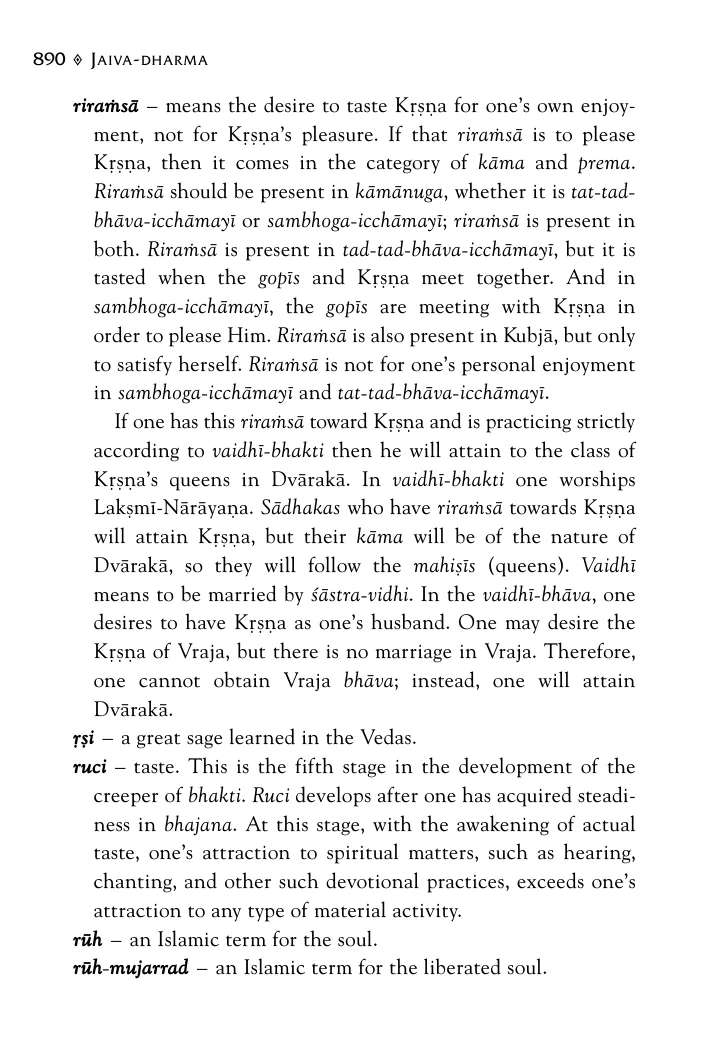 890 ◊ JAIVA-DHARMA
riraṁsā – means the desire to taste Kṛṣṇa for one's own enjoy-
ment, not for Kṛṣṇa's pleasure. If that riraṁsā is to please
Kṛṣṇa, then it comes in the category of kāma and prema.
Riraṁsā should be present in kāmānuga, whether it is tat-tad-
bhāva-icchāmayī or sambhoga-icchāmayī; riraṁsā is present in
both. Riraṁsā is present in tad-tad-bhāva-icchāmayī, but it is
tasted when the gopīs and Kṛṣṇa meet together. And in
sambhoga-icchāmayī, the gopīs are meeting with Kṛṣṇa in
order to please Him. Riraṁsā is also present in Kubjā, but only
to satisfy herself. Riraṁsā is not for one's personal enjoyment
in sambhoga-icchāmayī and tat-tad-bhāva-icchāmayī.
If one has this riraṁsā toward Kṛṣṇa and is practicing strictly
according to vaidhī-bhakti then he will attain to the class of
Kṛṣṇa's queens in Dvārakā. In vaidhī-bhakti one worships
Lakṣmī-Nārāyaṇa. Sādhakas who have riraṁsā towards Kṛṣṇa
will attain Kṛṣṇa, but their kāma will be of the nature of
Dvārakā, so they will follow the mahiṣīs (queens). Vaidhī
means to be married by śāstra-vidhi. In the vaidhī-bhāva, one
desires to have Kṛṣṇa as one's husband. One may desire the
Kṛṣṇa of Vraja, but there is no marriage in Vraja. Therefore,
one cannot obtain Vraja bhāva; instead, one will attain
Dvārakā.
ṛṣi – a great sage learned in the Vedas.
ruci – taste. This is the fifth stage in the development of the
creeper of bhakti. Ruci develops after one has acquired steadi-
ness in bhajana. At this stage, with the awakening of actual
taste, one's attraction to spiritual matters, such as hearing,
chanting, and other such devotional practices, exceeds one's
attraction to any type of material activity.
rūh – an Islamic term for the soul.
rūh-mujarrad – an Islamic term for the liberated soul.